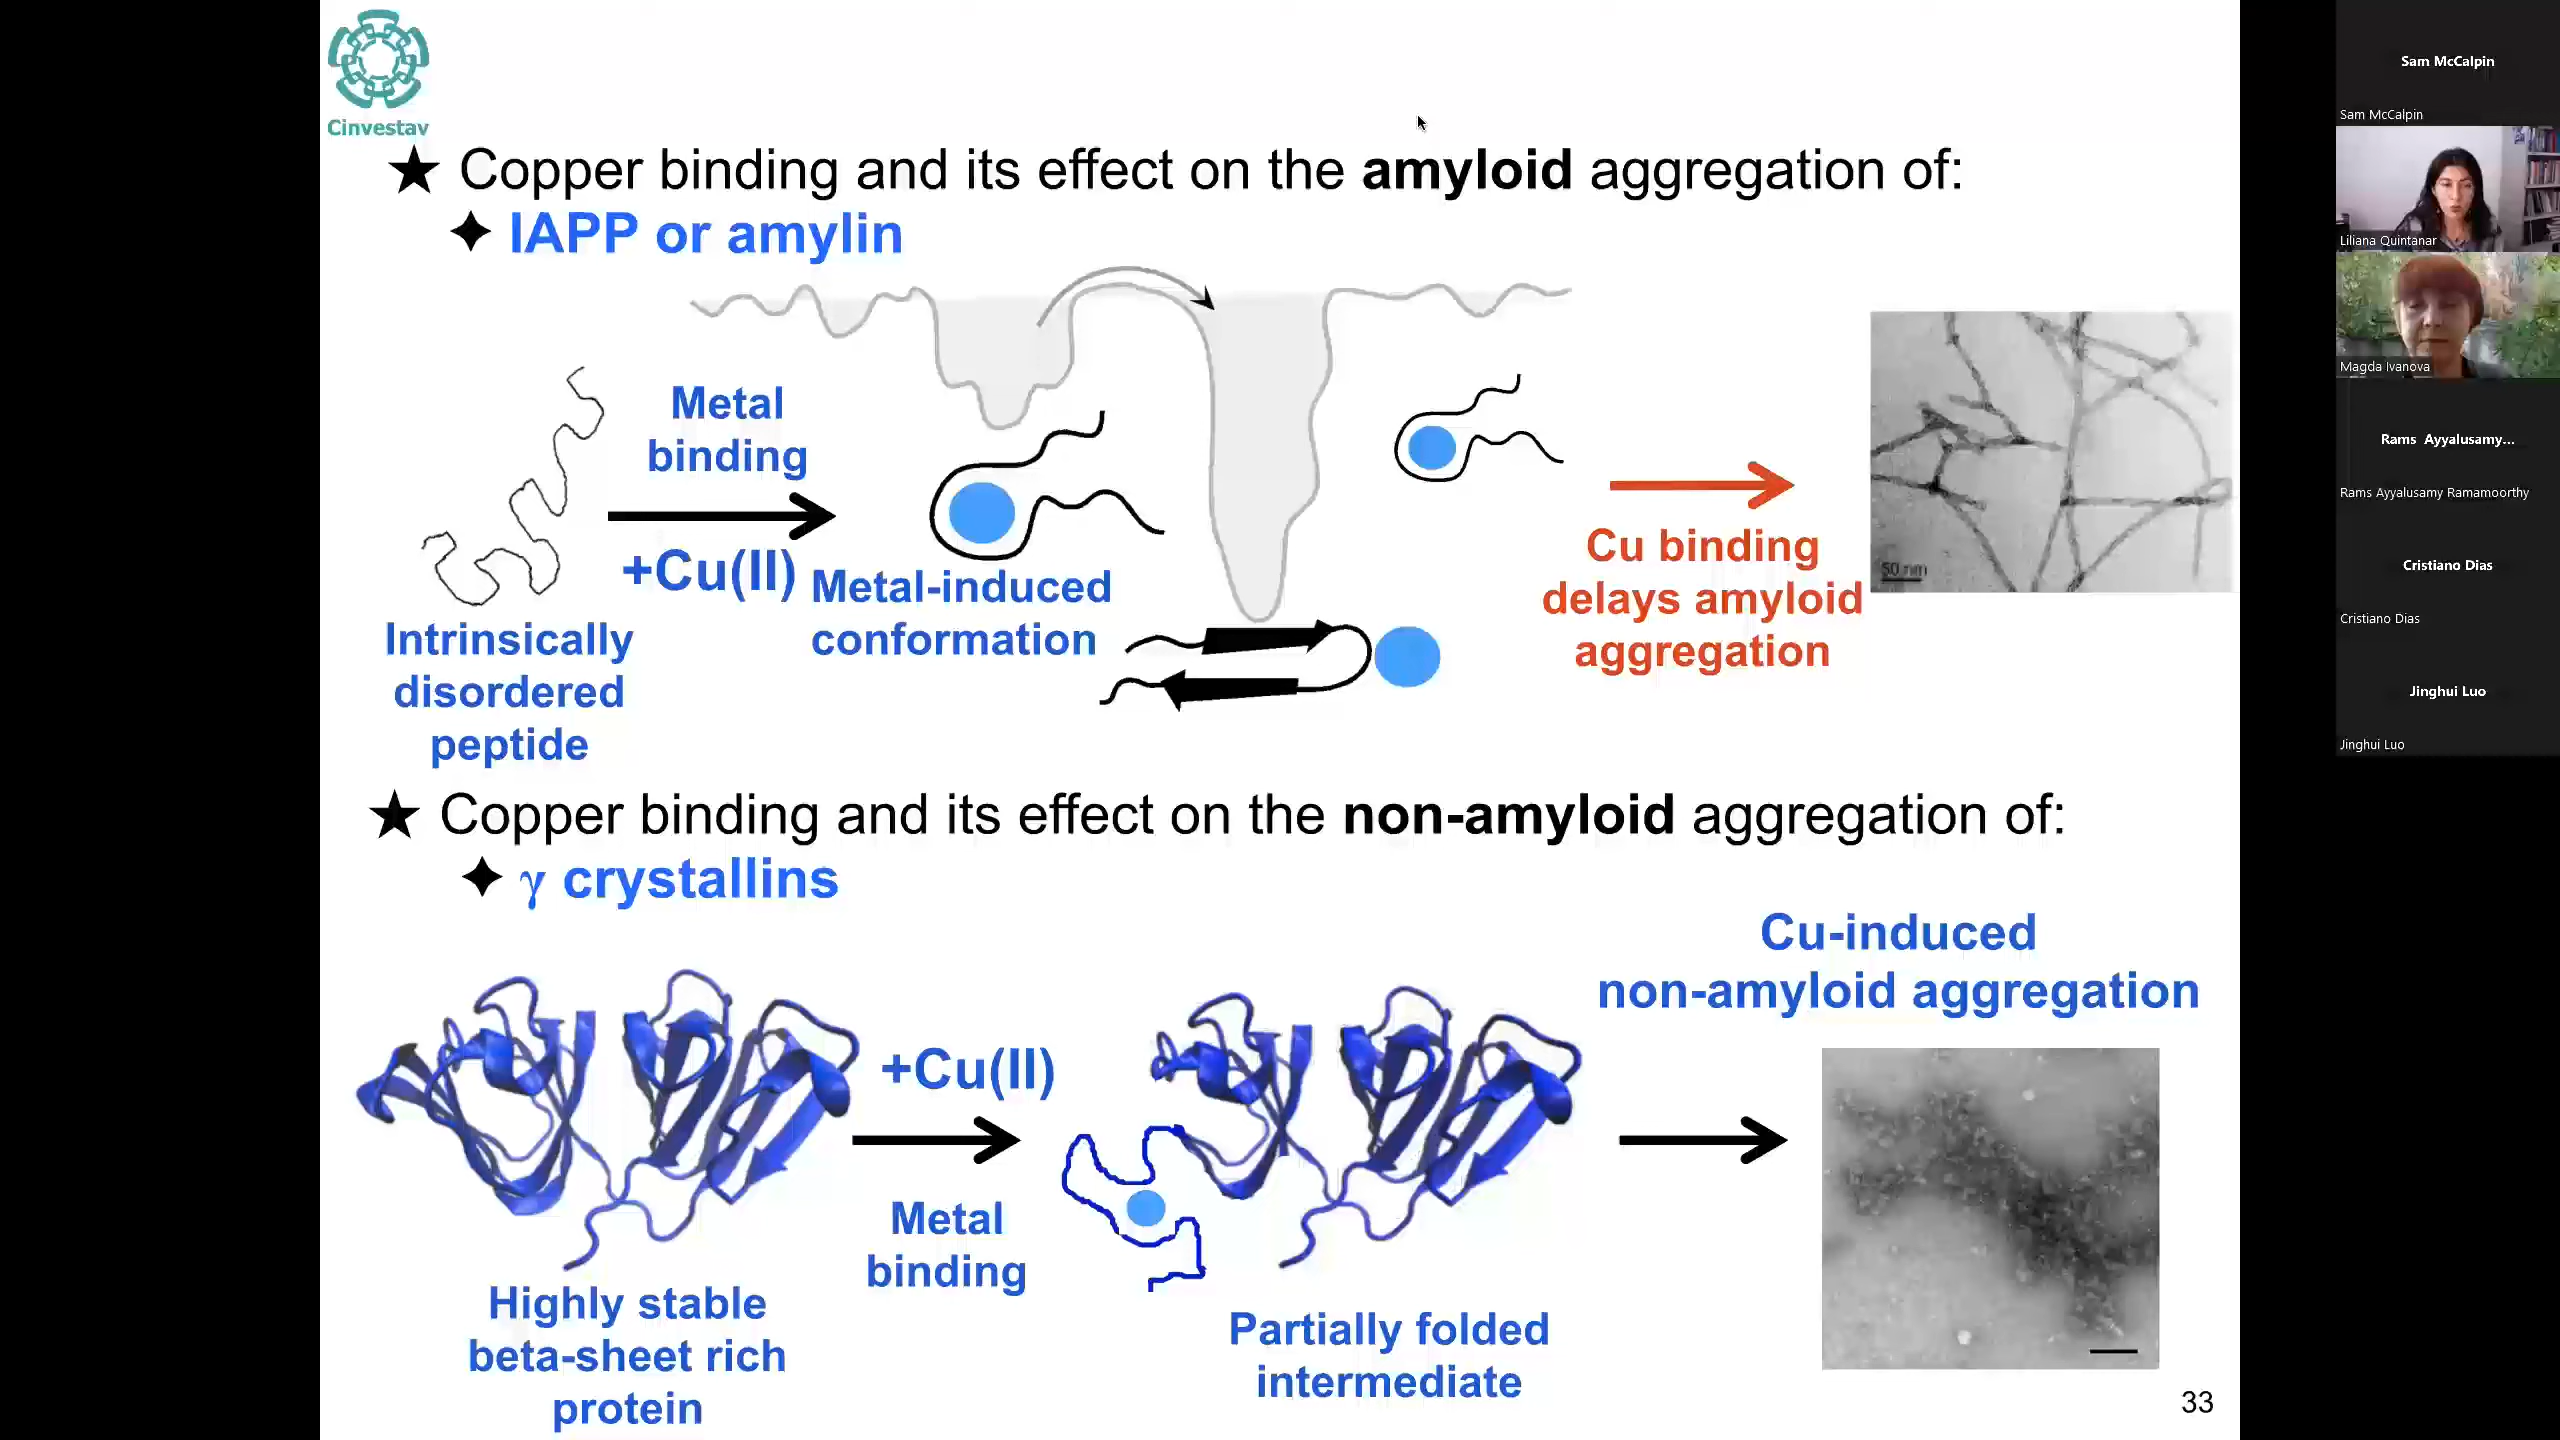 Cinvestav
★ Copper binding and its effect on the amyloid aggregation of:
✦ IAPP or amylin
Metal
binding
+Cu(II)
Intrinsically
disordered
peptide
Metal-induced
conformation
Cu binding
delays amyloid
aggregation
50 nm
★ Copper binding and its effect on the non-amyloid aggregation of:
✦ γ crystallins
Highly stable
beta-sheet rich
protein
+Cu(II)
Metal
binding
Partially folded
intermediate
Cu-induced
non-amyloid aggregation
33
Sam McCalpin
Sam McCalpin
Liliana Quintanar
Magda Ivanova
Rams Ayyalusamy...
Rams Ayyalusamy Ramamoorthy
Cristiano Dias
Cristiano Dias
Jinghui Luo
Jinghui Luo